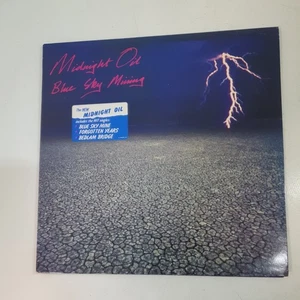 Midnight Oil
Blue Sky Mining
The NEW
MIDNIGHT OIL
includes the HIT singles
BLUE SKY MINE
FORGOTTEN YEARS
BEDLAM BRIDGE